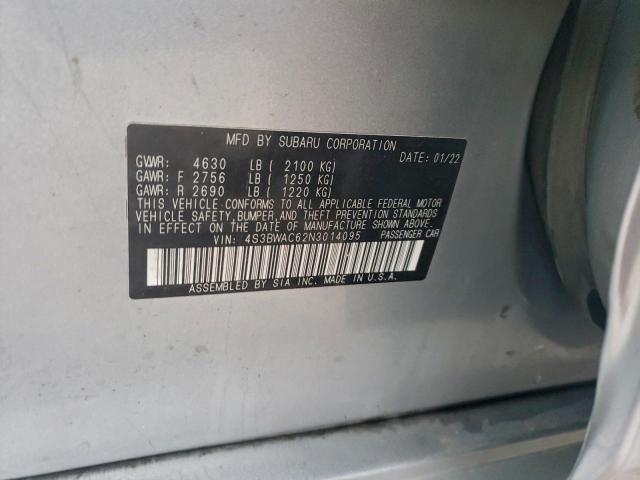 MFD BY SUBARU CORPORATION
GVWR: 4630 LB ( 2100 KG) DATE: 01/22
GAWR: F 2756 LB ( 1250 KG)
GAWR: R 2690 LB ( 1220 KG)
THIS VEHICLE CONFORMS TO ALL APPLICABLE FEDERAL MOTOR
VEHICLE SAFETY, BUMPER, AND THEFT PREVENTION STANDARDS
IN EFFECT ON THE DATE OF MANUFACTURE SHOWN ABOVE.
VIN: 4S3BWAC62N3014095 PASSENGER CAR
ASSEMBLED BY SIA INC. MADE IN U.S.A.